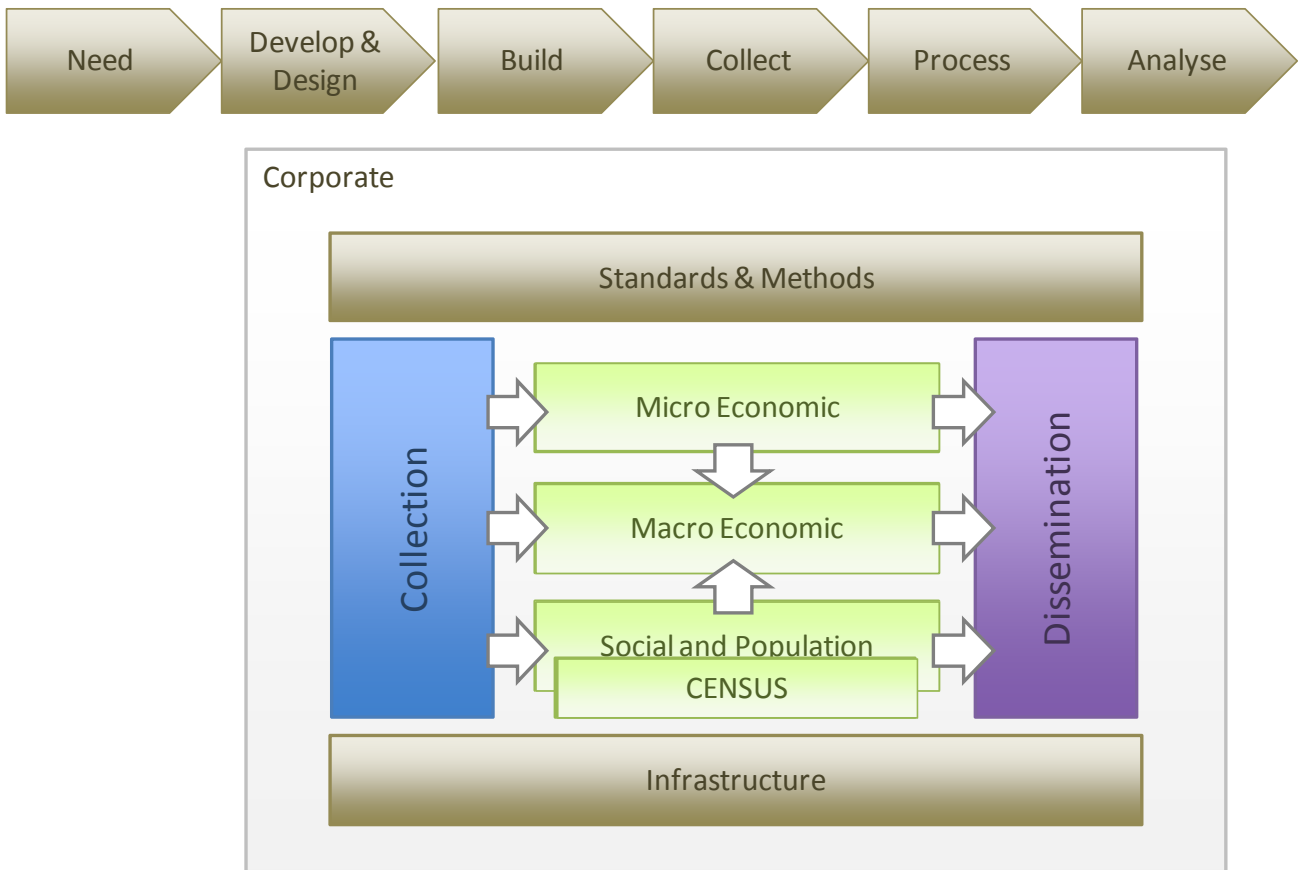 Need
Develop &
Design
Build
Collect
Process
Analyse
Corporate
Standards & Methods
Collection
Micro Economic
Macro Economic
Social and Population
CENSUS
Dissemination
Infrastructure